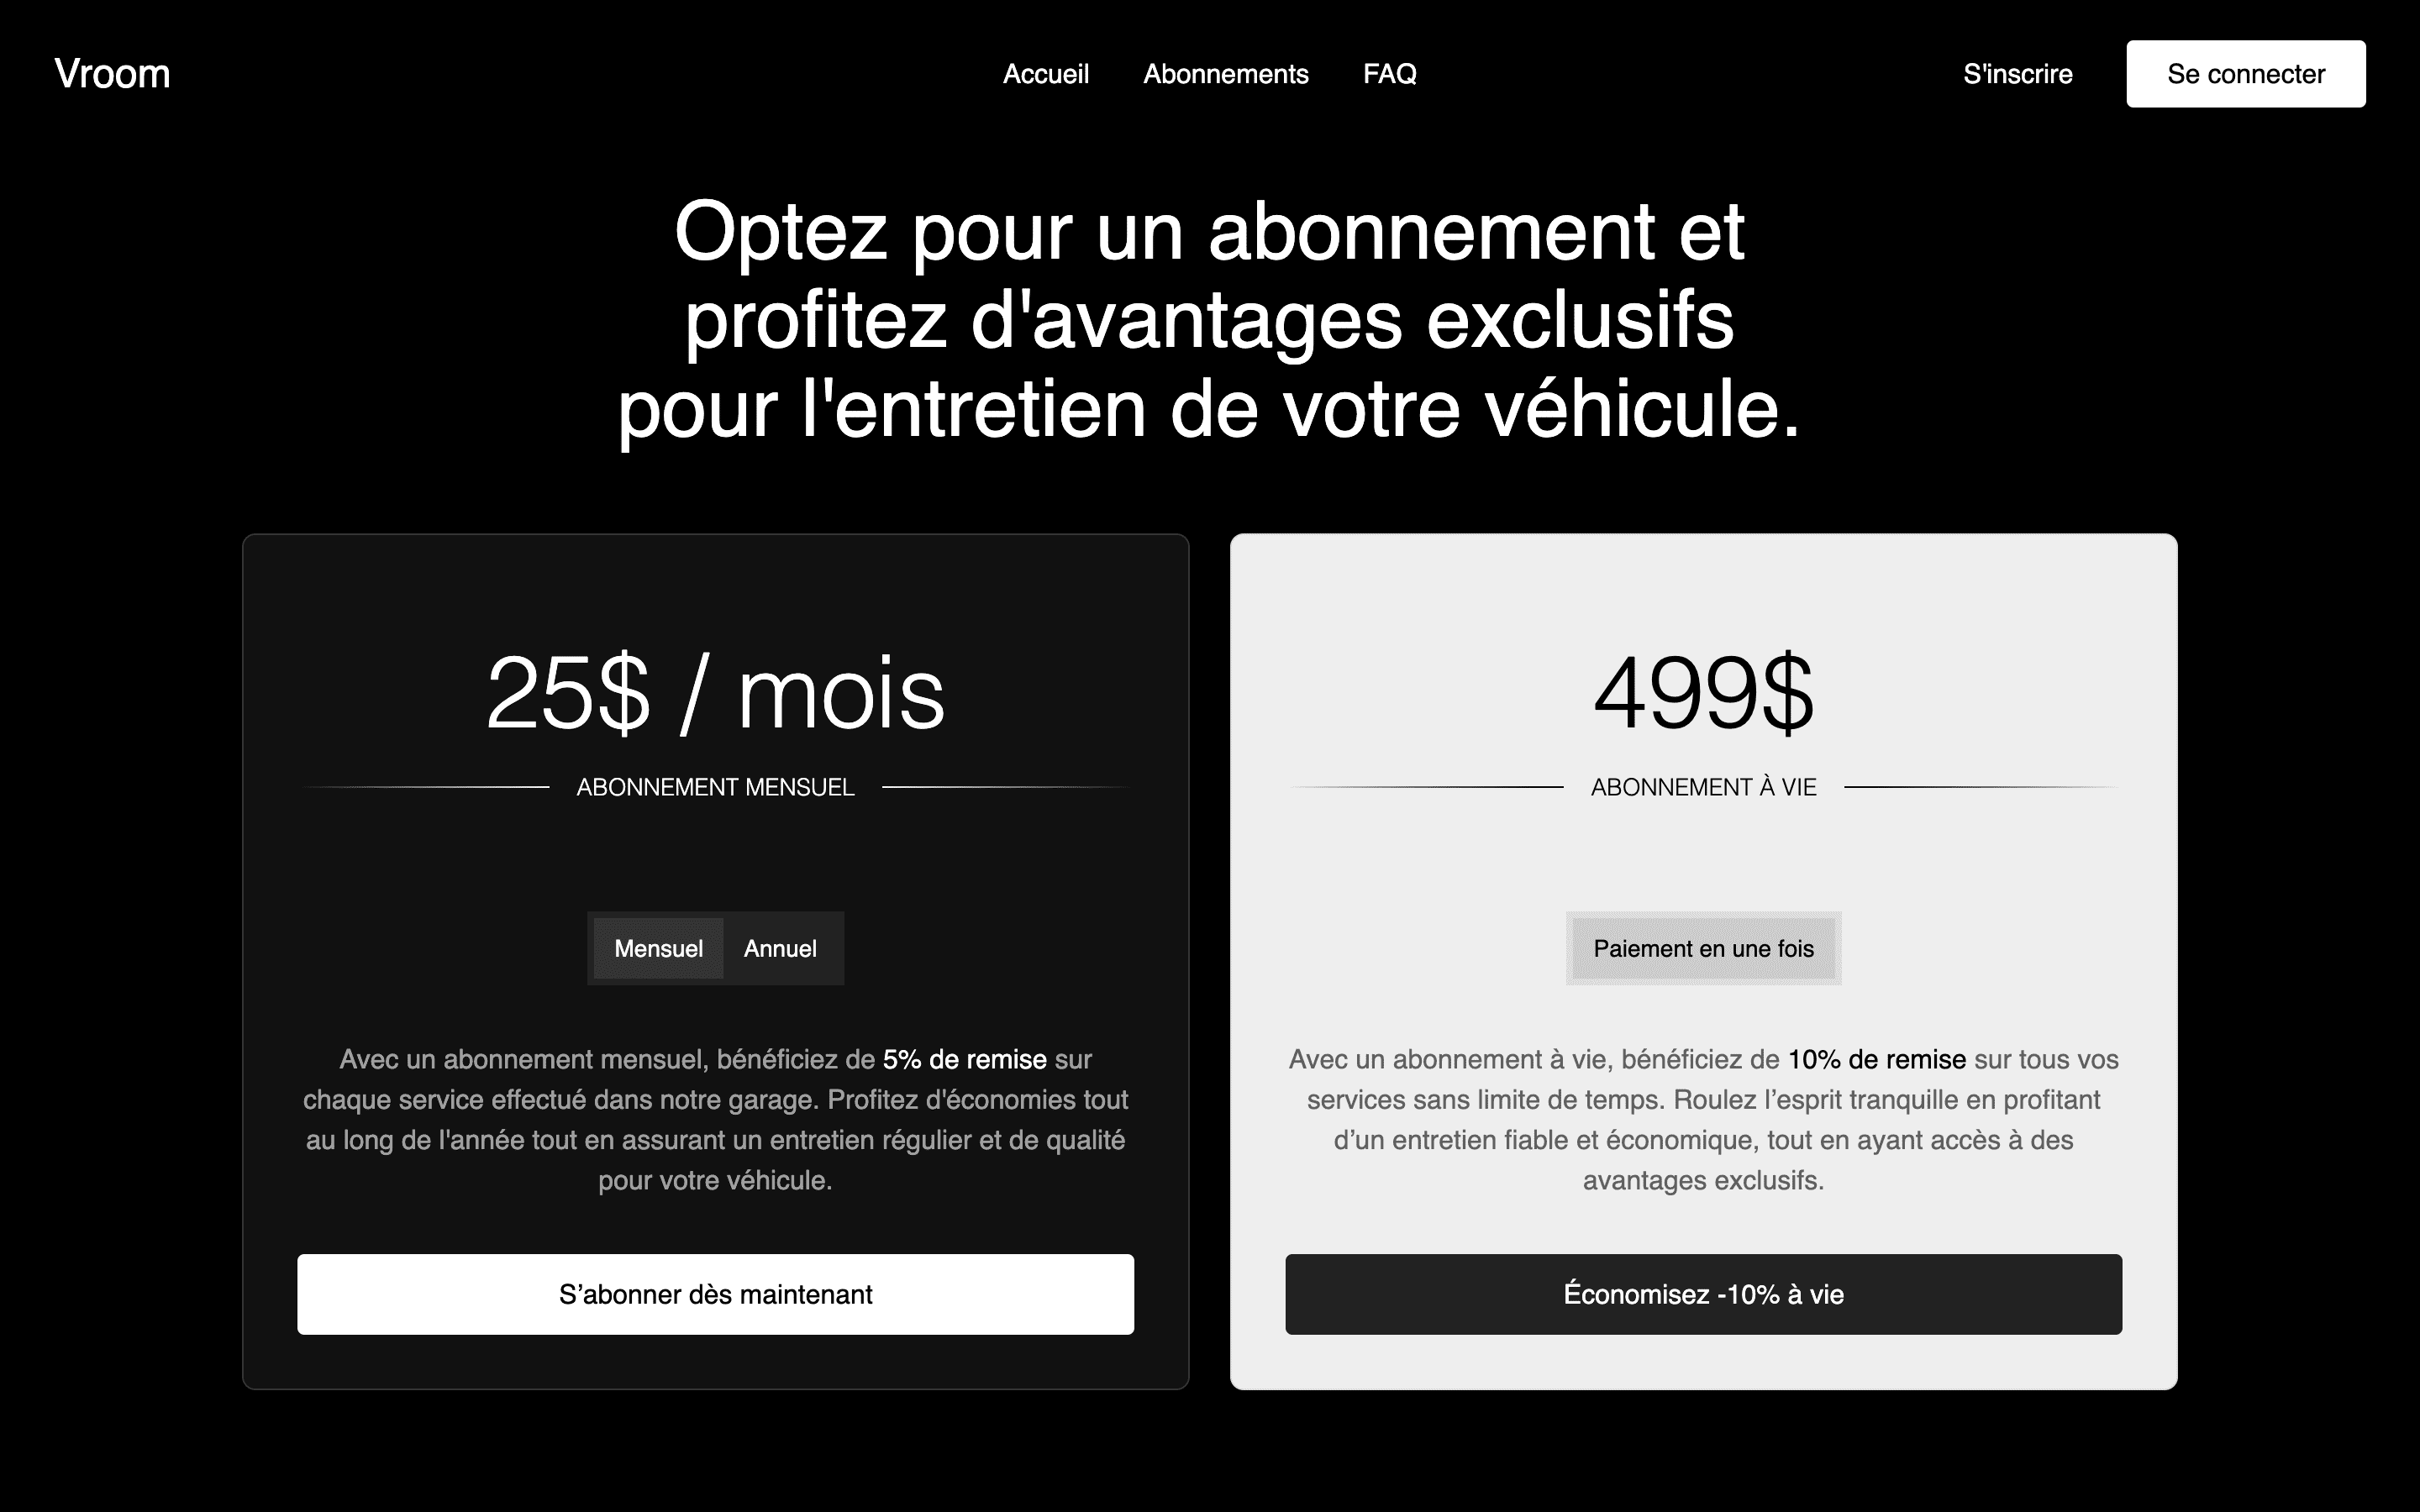 Vroom
Accueil
Abonnements
FAQ
S'inscrire
Se connecter
Optez pour un abonnement et
profitez d'avantages exclusifs
pour l'entretien de votre véhicule.
25$ / mois
ABONNEMENT MENSUEL
Mensuel
Annuel
Avec un abonnement mensuel, bénéficiez de 5% de remise sur
chaque service effectué dans notre garage. Profitez d'économies tout
au long de l'année tout en assurant un entretien régulier et de qualité
pour votre véhicule.
S’abonner dès maintenant
499$
ABONNEMENT À VIE
Paiement en une fois
Avec un abonnement à vie, bénéficiez de 10% de remise sur tous vos
services sans limite de temps. Roulez l’esprit tranquille en profitant
d’un entretien fiable et économique, tout en ayant accès à des
avantages exclusifs.
Économisez -10% à vie